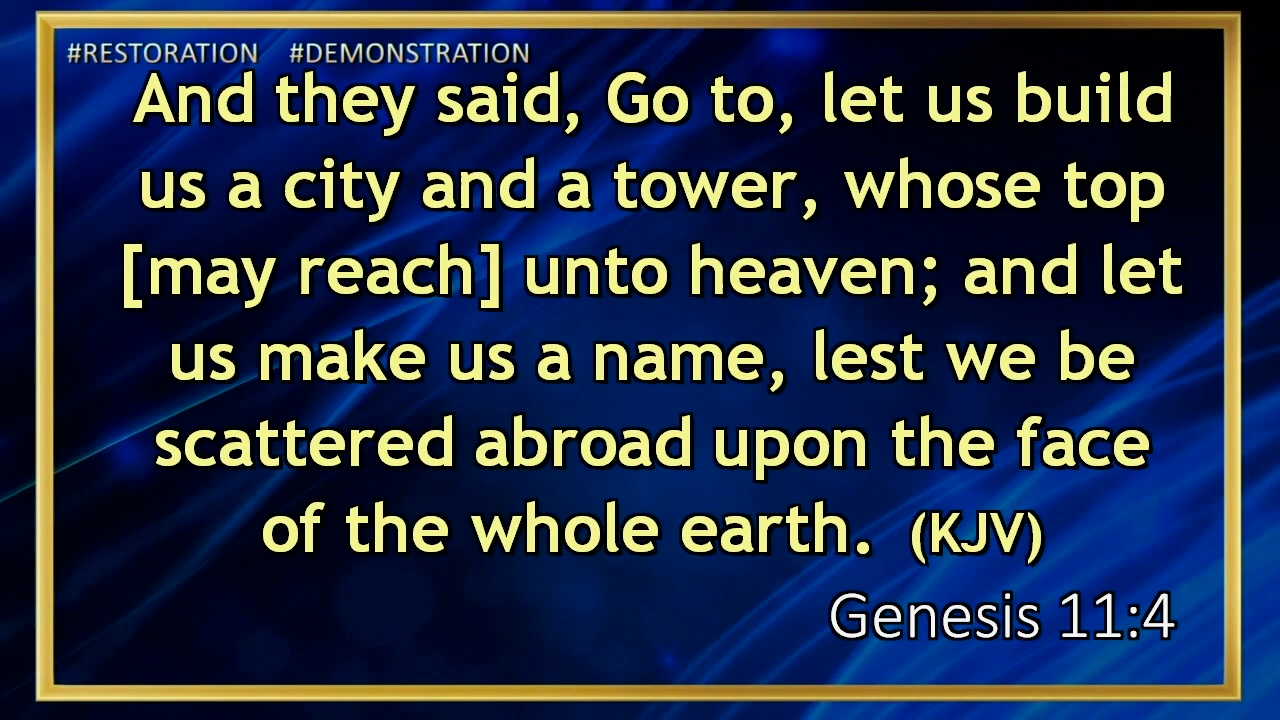 #RESTORATION #DEMONSTRATION
And they said, Go to, let us build
us a city and a tower, whose top
[may reach] unto heaven; and let
us make us a name, lest we be
scattered abroad upon the face
of the whole earth. (KJV)
Genesis 11:4